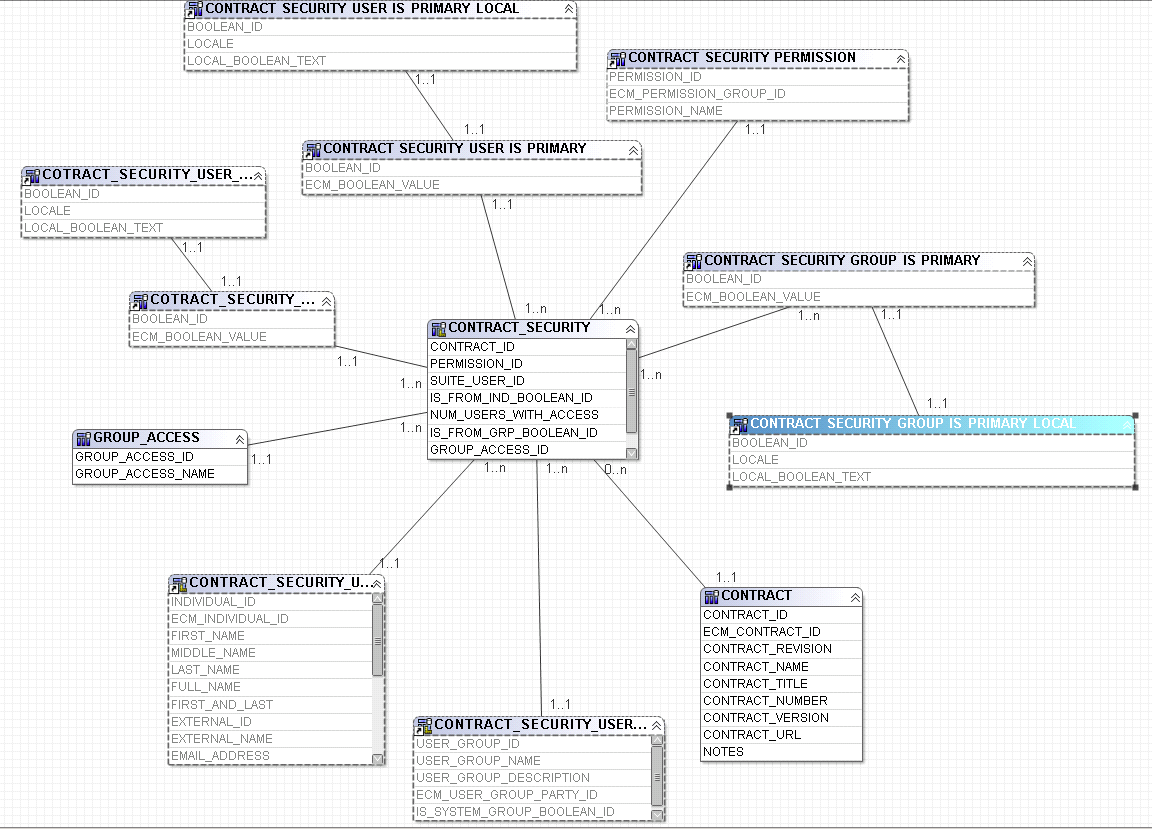 CONTRACT SECURITY USER IS PRIMARY LOCAL
BOOLEAN_ID
LOCALE
LOCAL_BOOLEAN_TEXT
1..1
1..1
CONTRACT SECURITY PERMISSION
PERMISSION_ID
ECM_PERMISSION_GROUP_ID
PERMISSION_NAME
1..1
CONTRACT SECURITY USER IS PRIMARY
BOOLEAN_ID
ECM_BOOLEAN_VALUE
1..1
COTRACT_SECURITY_USER_...
BOOLEAN_ID
LOCALE
LOCAL_BOOLEAN_TEXT
1..1
1..1
COTRACT_SECURITY_...
BOOLEAN_ID
ECM_BOOLEAN_VALUE
1..1
CONTRACT SECURITY GROUP IS PRIMARY
BOOLEAN_ID
ECM_BOOLEAN_VALUE
1..n
1..1
1..1
1..n
1..n
CONTRACT_SECURITY
CONTRACT_ID
PERMISSION_ID
SUITE_USER_ID
IS_FROM_IND_BOOLEAN_ID
NUM_USERS_WITH_ACCESS
IS_FROM_GRP_BOOLEAN_ID
GROUP_ACCESS_ID
1..n
1..n
1..n
CONTRACT SECURITY GROUP IS PRIMARY LOCAL
BOOLEAN_ID
LOCALE
LOCAL_BOOLEAN_TEXT
GROUP_ACCESS
GROUP_ACCESS_ID
GROUP_ACCESS_NAME
1..1
1..n
1..n
0..n
1..1
CONTRACT_SECURITY_U...
INDIVIDUAL_ID
ECM_INDIVIDUAL_ID
FIRST_NAME
MIDDLE_NAME
LAST_NAME
FULL_NAME
FIRST_AND_LAST
EXTERNAL_ID
EXTERNAL_NAME
EMAIL_ADDRESS
1..1
CONTRACT_SECURITY_USER...
USER_GROUP_ID
USER_GROUP_NAME
USER_GROUP_DESCRIPTION
ECM_USER_GROUP_PARTY_ID
IS_SYSTEM_GROUP_BOOLEAN_ID
1..1
CONTRACT
CONTRACT_ID
ECM_CONTRACT_ID
CONTRACT_REVISION
CONTRACT_NAME
CONTRACT_TITLE
CONTRACT_NUMBER
CONTRACT_VERSION
CONTRACT_URL
NOTES